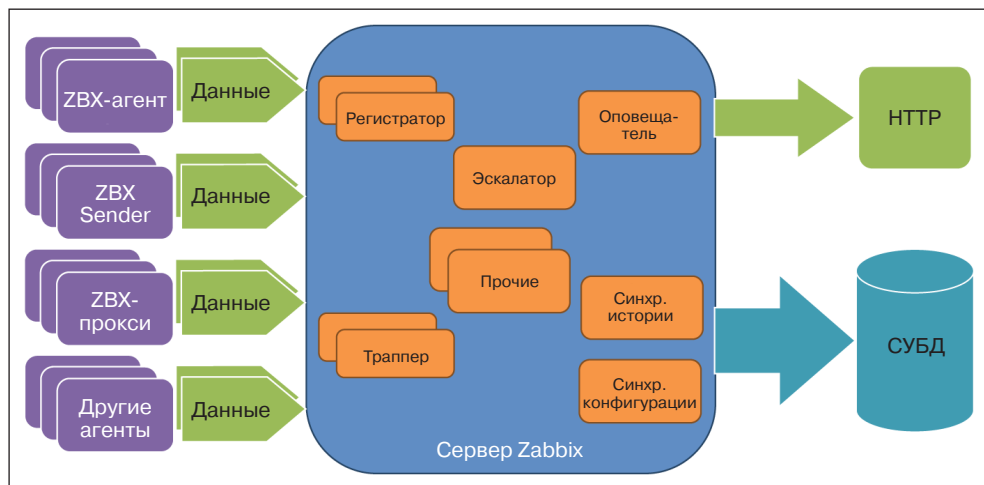 ZBX-агент
Данные
ZBX
Sender
Данные
ZBX-
прокси
Данные
Другие
агенты
Данные
Регистратор
Оповеща-
тель
Эскалатор
Прочие
Синхр.
истории
Траппер
Синхр.
конфигурации
Сервер Zabbix
HTTP
СУБД